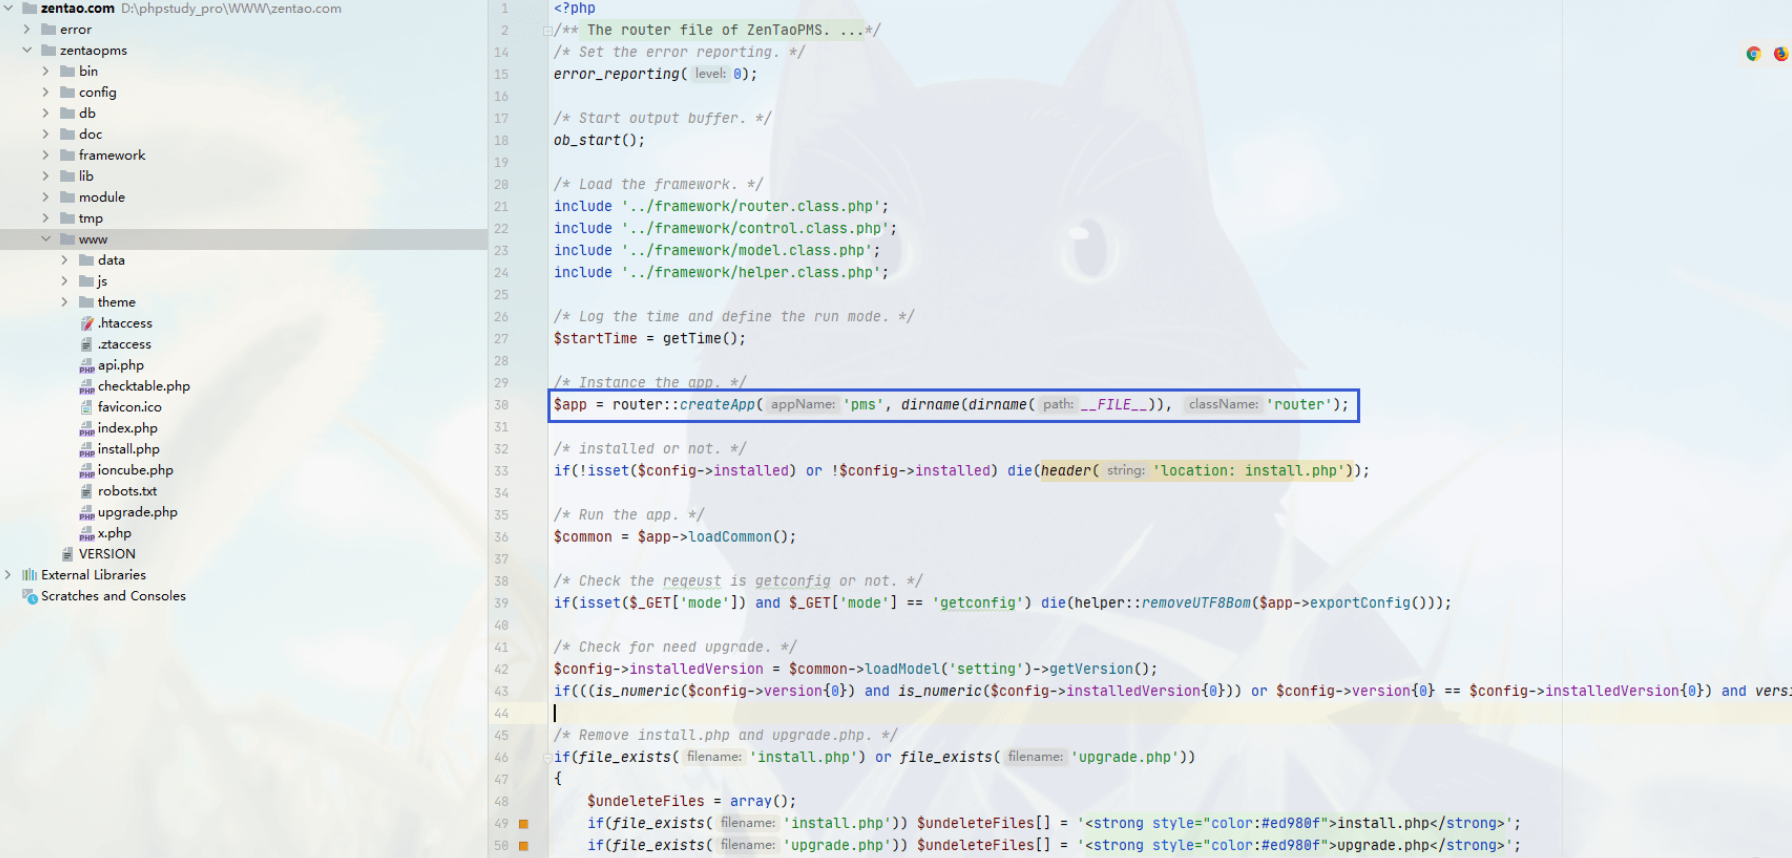 zentao.com D:\phpstudy_pro\WWW\zentao.com
error
zentaopms
bin
config
db
doc
framework
lib
module
tmp
www
data
js
theme
.htaccess
.ztaccess
api.php
checktable.php
favicon.ico
index.php
install.php
ioncube.php
robots.txt
upgrade.php
x.php
VERSION
External Libraries
Scratches and Consoles
1 <?php
2 /** The router file of ZenTaoPMS. ...*/
14 /* Set the error reporting. */
15 error_reporting( level: 0);
16
17 /* Start output buffer. */
18 ob_start();
19
20 /* Load the framework. */
21 include '../framework/router.class.php';
22 include '../framework/control.class.php';
23 include '../framework/model.class.php';
24 include '../framework/helper.class.php';
25
26 /* Log the time and define the run mode. */
27 $startTime = getTime();
28
29 /* Instance the app. */
30 $app = router::createApp( appName: 'pms', dirname(dirname( path: __FILE__)), className: 'router');
31
32 /* installed or not. */
33 if(!isset($config->installed) or !$config->installed) die(header( string: 'location: install.php'));
34
35 /* Run the app. */
36 $common = $app->loadCommon();
37
38 /* Check the reqeust is getconfig or not. */
39 if(isset($_GET['mode']) and $_GET['mode'] == 'getconfig') die(helper::removeUTF8Bom($app->exportConfig()));
40
41 /* Check for need upgrade. */
42 $config->installedVersion = $common->loadModel('setting')->getVersion();
43 if(((is_numeric($config->version{0}) and is_numeric($config->installedVersion{0})) or $config->version{0} == $config->installedVersion{0}) and versi
44
45 /* Remove install.php and upgrade.php. */
46 if(file_exists( filename: 'install.php') or file_exists( filename: 'upgrade.php'))
47 {
48 $undeleteFiles = array();
49 if(file_exists( filename: 'install.php')) $undeleteFiles[] = '<strong style="color:#ed980f">install.php</strong>';
50 if(file_exists( filename: 'upgrade.php')) $undeleteFiles[] = '<strong style="color:#ed980f">upgrade.php</strong>';